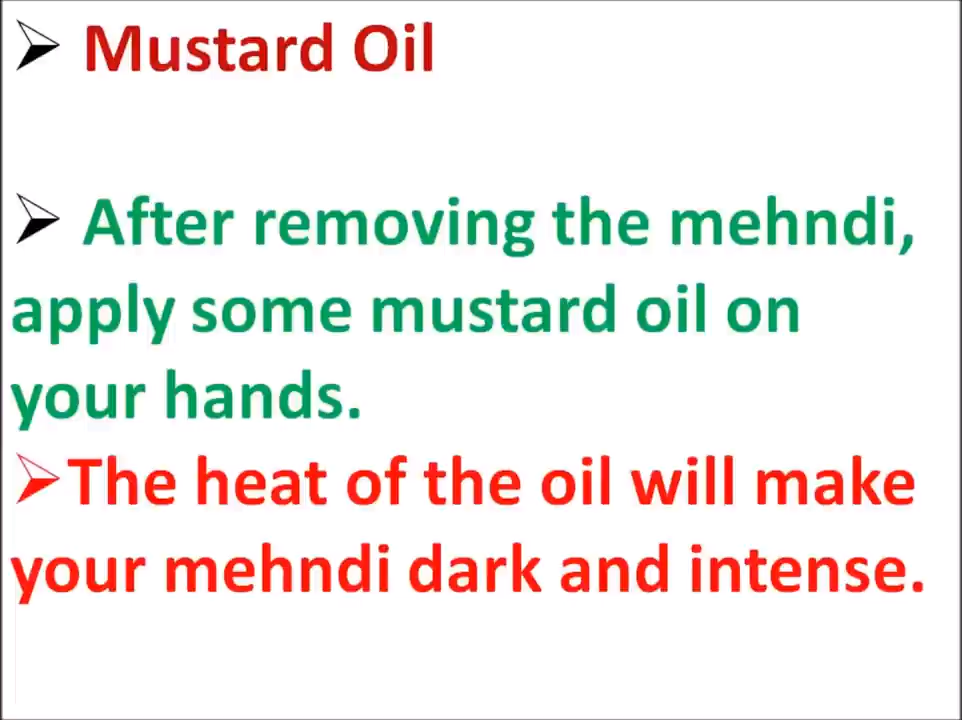 ➢ Mustard Oil
➢ After removing the mehndi,
apply some mustard oil on
your hands.
➢The heat of the oil will make
your mehndi dark and intense.